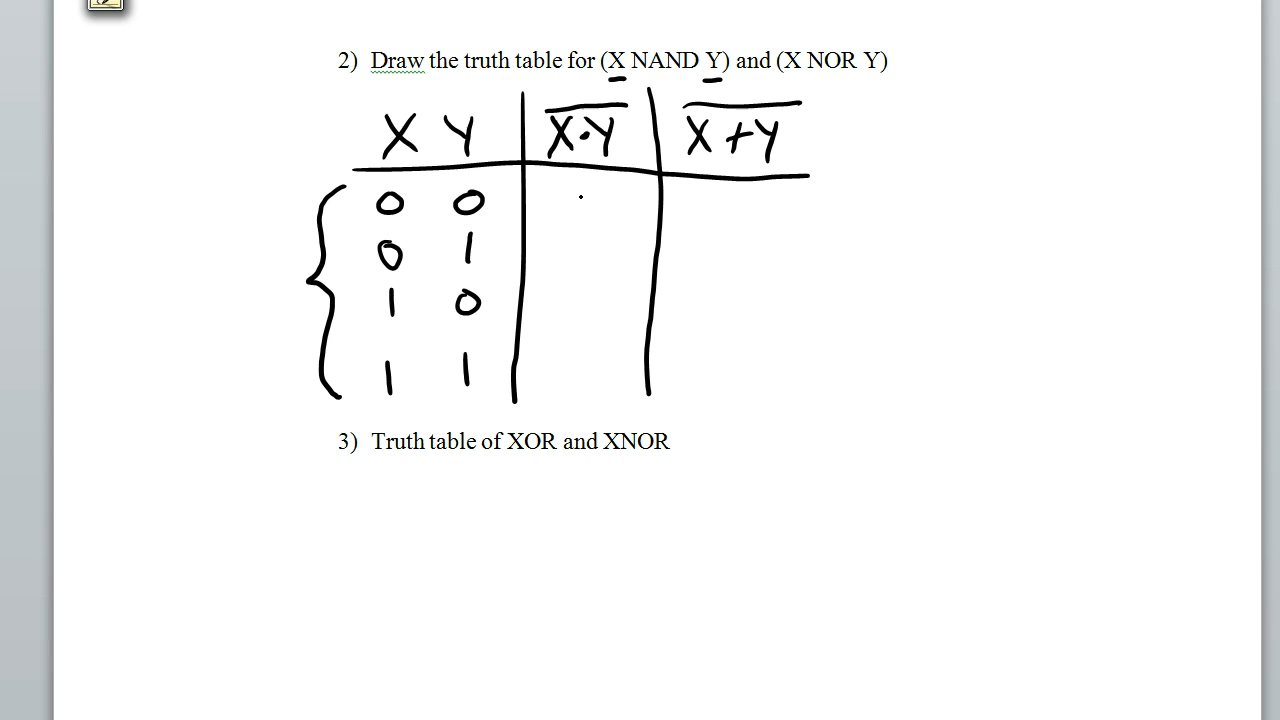 2) Draw the truth table for (X NAND Y) and (X NOR Y)
X Y X·Y X+Y
0 0
0 1
1 0
1 1
3) Truth table of XOR and XNOR